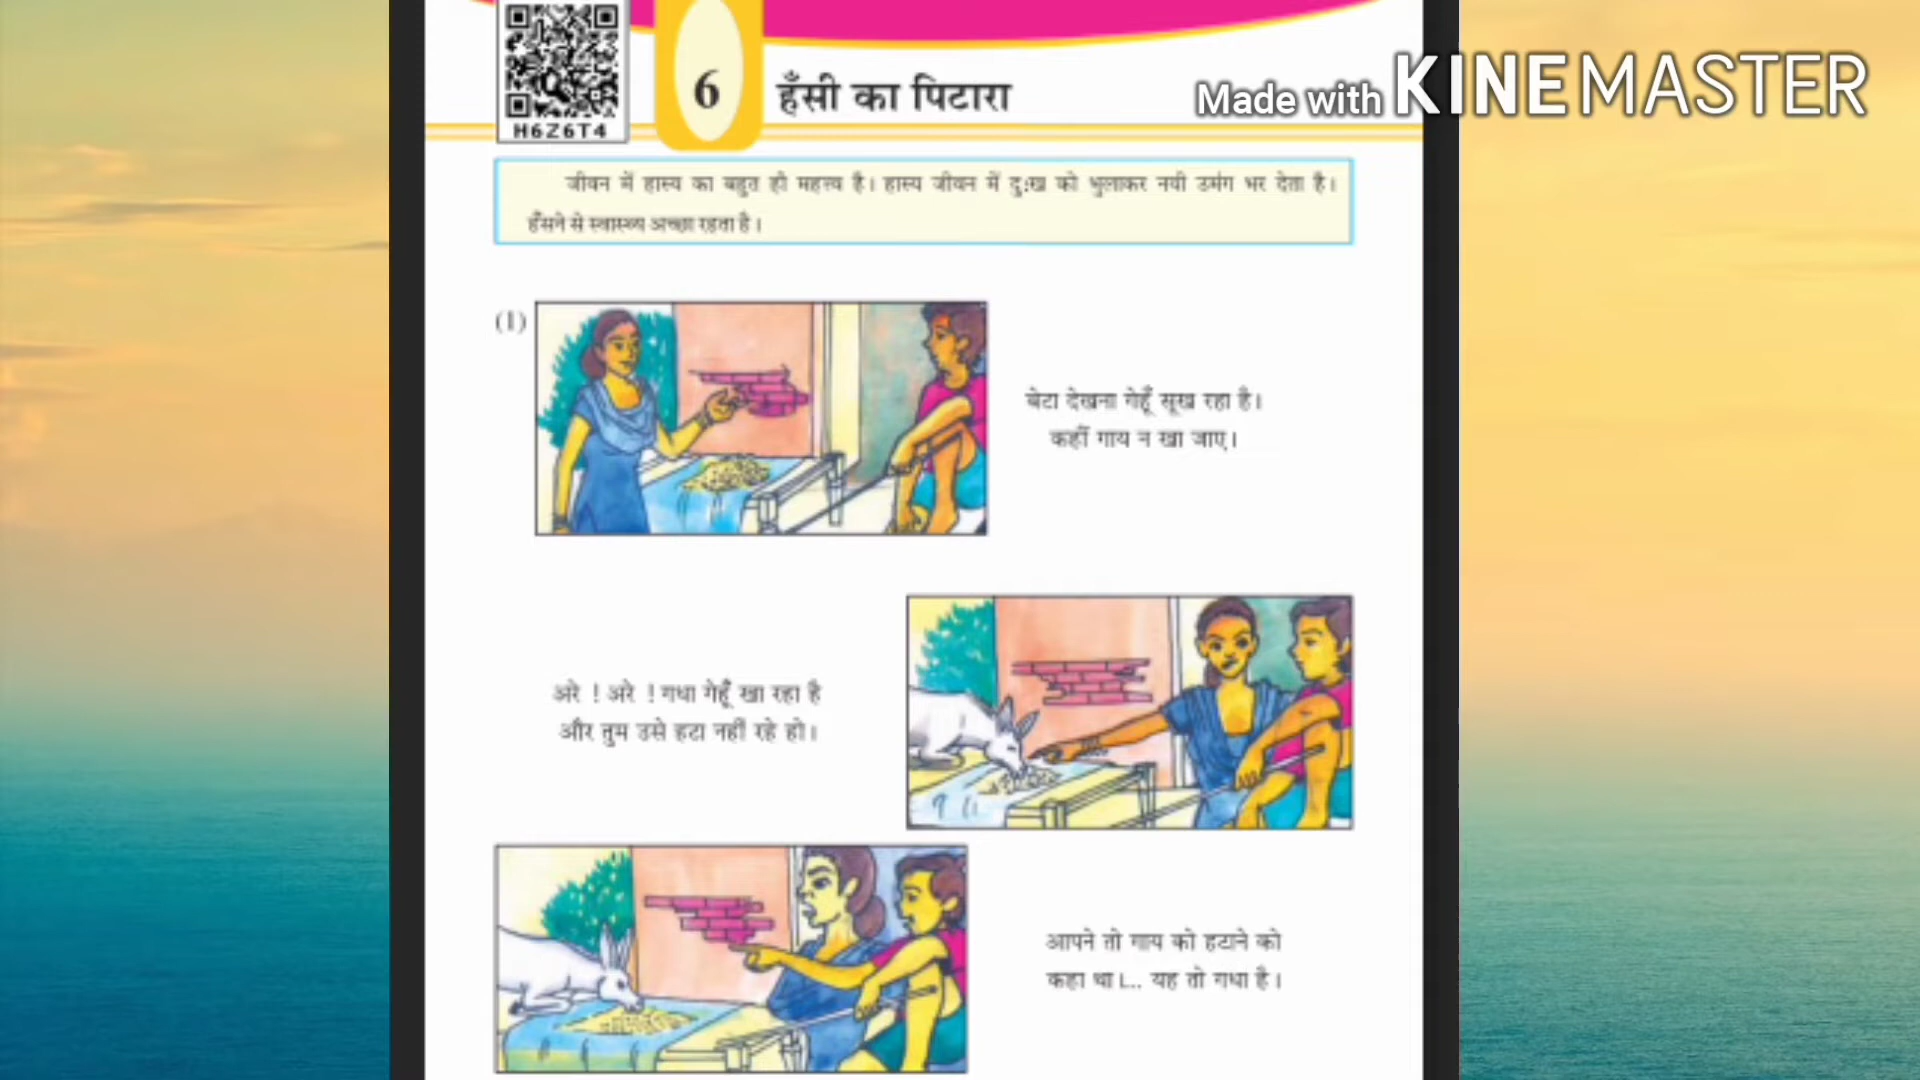 Made with KINEMASTER
H6Z6T4
6
हँसी का पिटारा
जीवन में हास्य का बहुत ही महत्त्व है। हास्य जीवन में दुःख को भुलाकर नयी उमंग भर देता है।
हँसने से स्वास्थ्य अच्छा रहता है।
(1)
बेटा देखना गेहूँ सूख रहा है।
कहीं गाय न खा जाए।
अरे ! अरे ! गधा गेहूँ खा रहा है
और तुम उसे हटा नहीं रहे हो।
आपने तो गाय को हटाने को
कहा था।... यह तो गधा है।